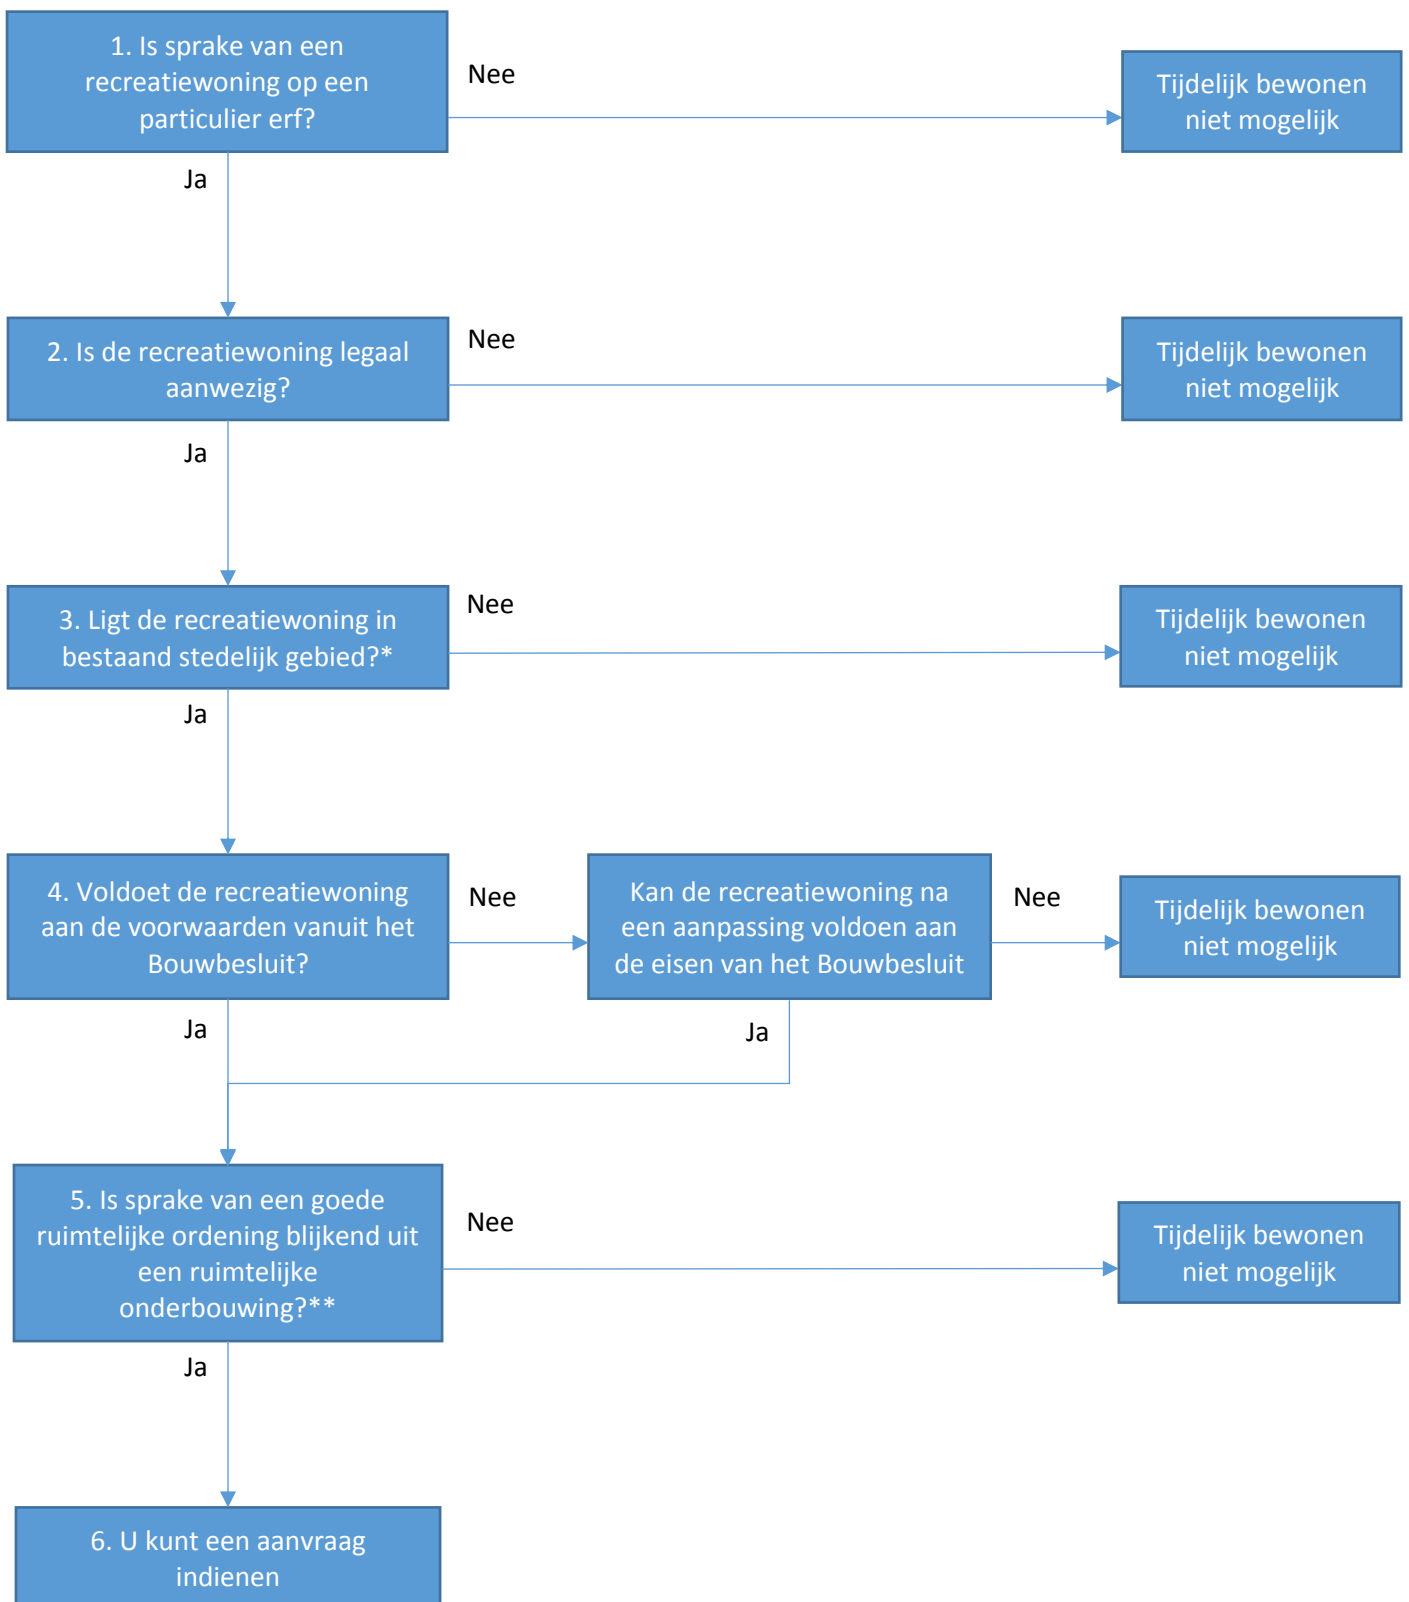 1. Is sprake van een
recreatiewoning op een
particulier erf?
Nee
Tijdelijk bewonen
niet mogelijk
Ja
2. Is de recreatiewoning legaal
aanwezig?
Nee
Tijdelijk bewonen
niet mogelijk
Ja
3. Ligt de recreatiewoning in
bestaand stedelijk gebied?*
Nee
Tijdelijk bewonen
niet mogelijk
Ja
4. Voldoet de recreatiewoning
aan de voorwaarden vanuit het
Bouwbesluit?
Nee
Kan de recreatiewoning na
een aanpassing voldoen aan
de eisen van het Bouwbesluit
Nee
Tijdelijk bewonen
niet mogelijk
Ja
Ja
5. Is sprake van een goede
ruimtelijke ordening blijkend uit
een ruimtelijke
onderbouwing?**
Nee
Tijdelijk bewonen
niet mogelijk
Ja
6. U kunt een aanvraag
indienen